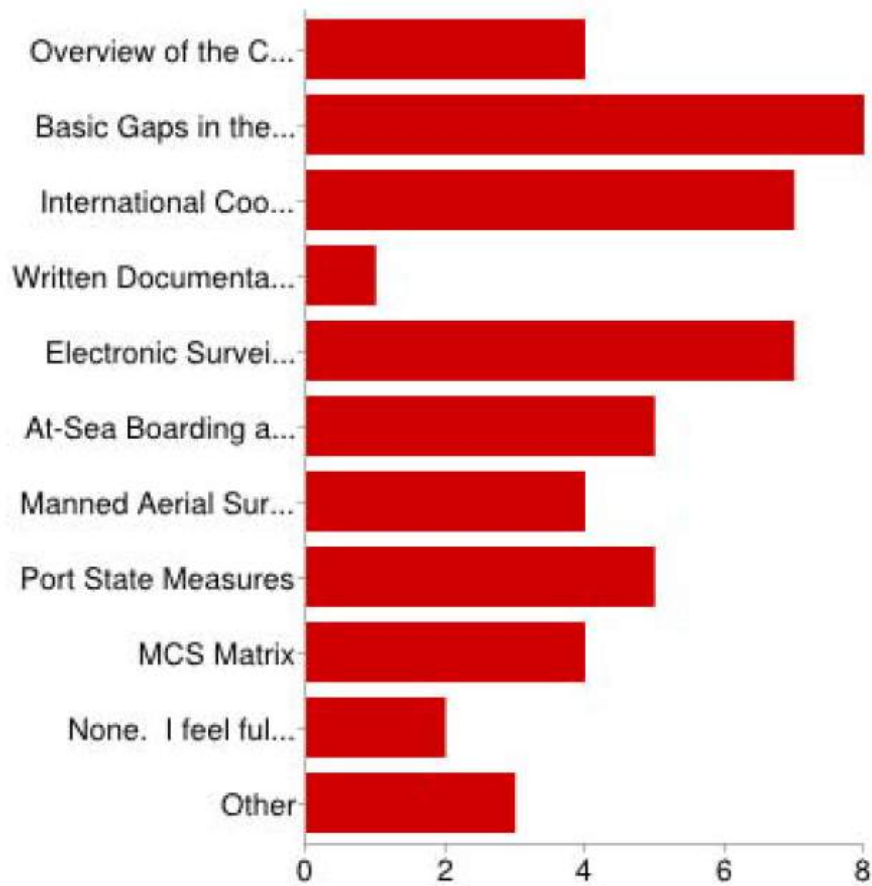 Overview of the C...
Basic Gaps in the...
International Coo...
Written Documenta...
Electronic Survei...
At-Sea Boarding a...
Manned Aerial Sur...
Port State Measures
MCS Matrix
None.  I feel ful...
Other
0 2 4 6 8